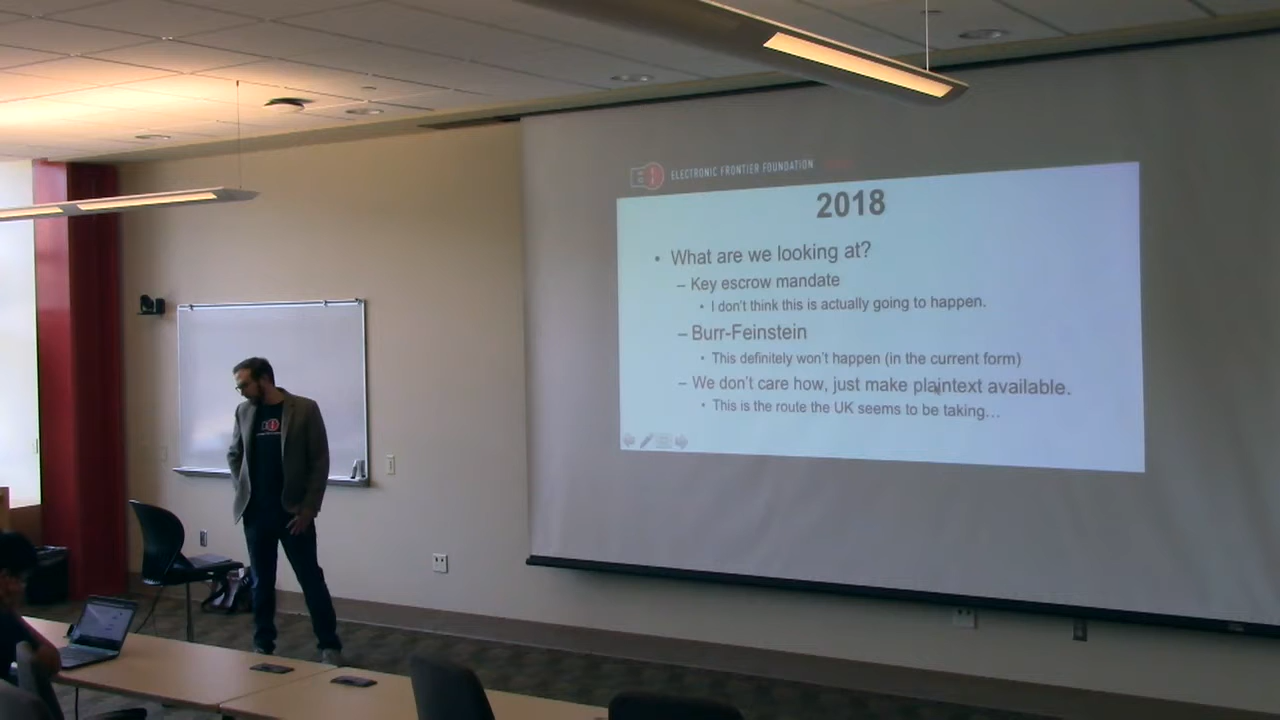 ELECTRONIC FRONTIER FOUNDATION
2018
• What are we looking at?
– Key escrow mandate
• I don't think this is actually going to happen.
– Burr-Feinstein
• This definitely won't happen (in the current form)
– We don't care how, just make plaintext available.
• This is the route the UK seems to be taking…